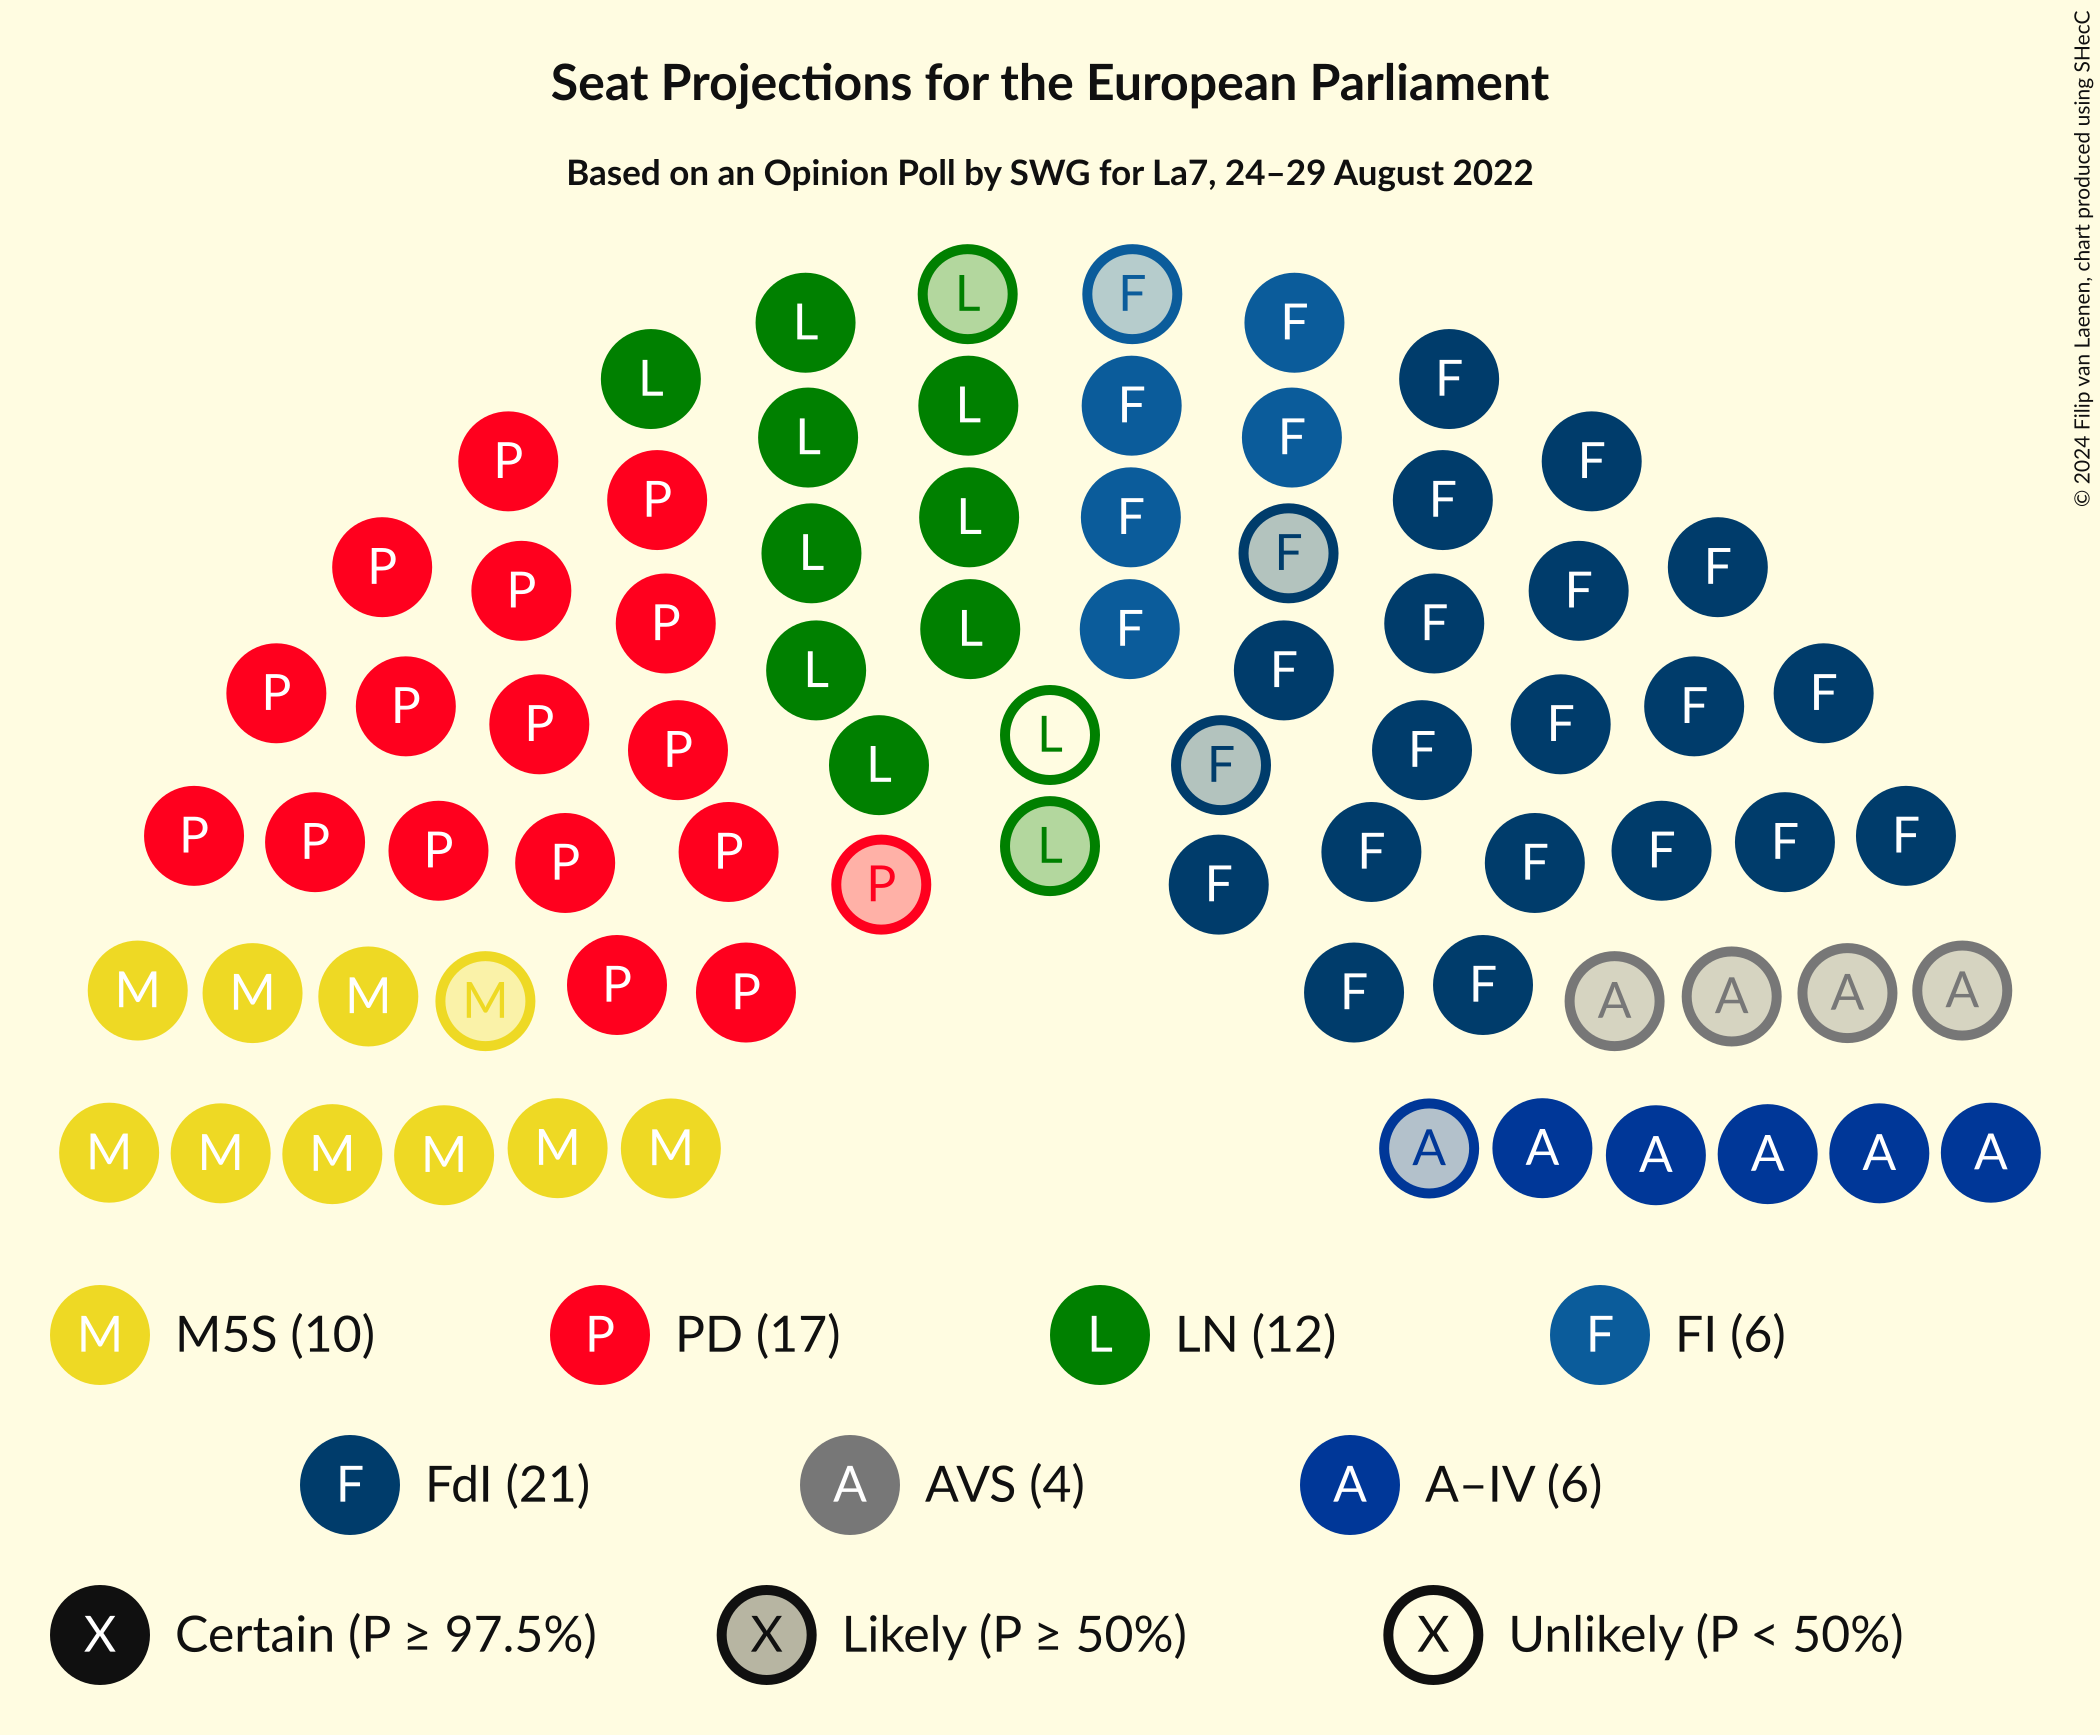 Seat Projections for the European Parliament
Based on an Opinion Poll by SWG for La7, 24–29 August 2022
© 2024 Filip van Laenen, chart produced using SHecC
L F
L F
L F
L F
L L F F
P F
P F
L F
P F
P F
L F
P F
P F
L F
P F
L F
P P F F
P P F F
L
L F
P P P P P L F F F F F
P F
M M M M P P F F A A A A
M M M M M M A A A A A A
M M5S (10) P PD (17) L LN (12) F FI (6)
F FdI (21) A AVS (4) A A–IV (6)
X Certain (P ≥ 97.5%) X Likely (P ≥ 50%) X Unlikely (P < 50%)